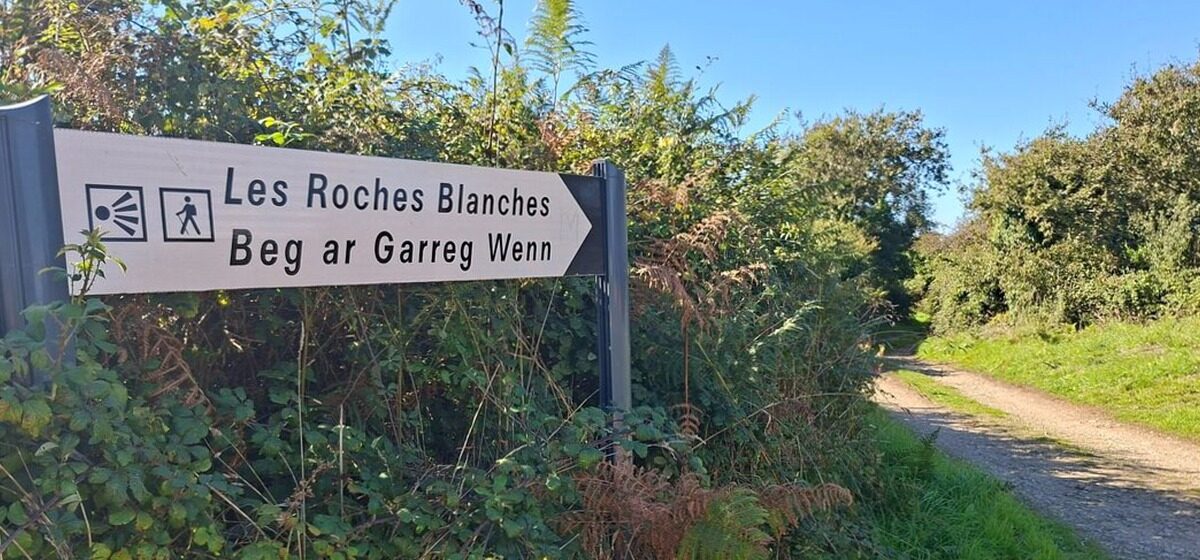 Les Roches Blanches
Beg ar Garreg Wenn